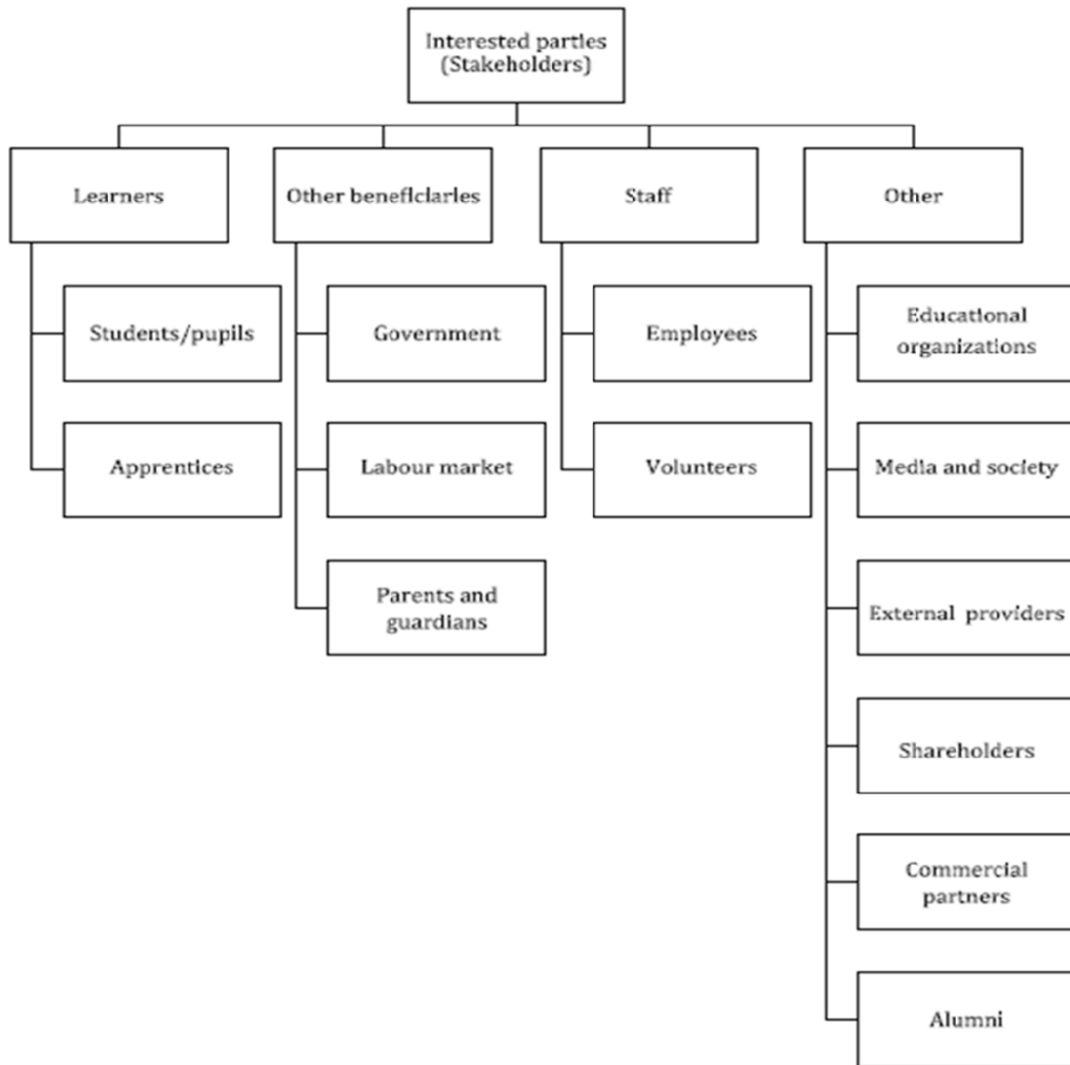 Interested parties
(Stakeholders)
Learners
Other beneficiaries
Staff
Other
Students/pupils
Apprentices
Government
Labour market
Parents and
guardians
Employees
Volunteers
Educational
organizations
Media and society
External providers
Shareholders
Commercial
partners
Alumni